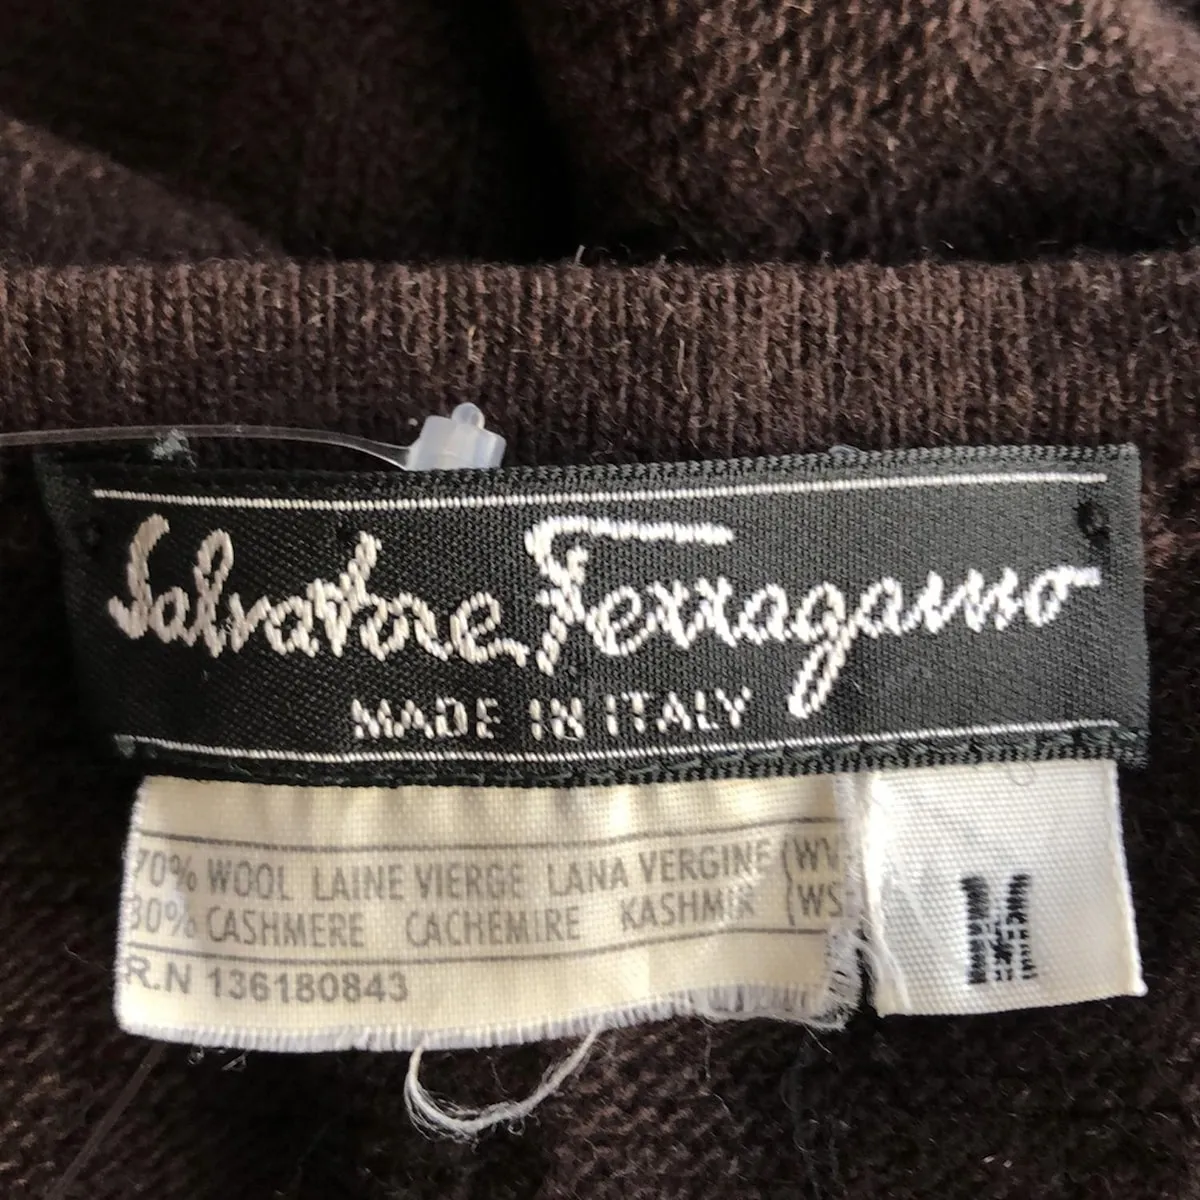 Salvatore Ferragamo
MADE IN ITALY
70% WOOL LAINE VIERGE LANA VERGINE (WV
30% CASHMERE CACHEMIRE KASHMIR (WS
R.N 136180843
M